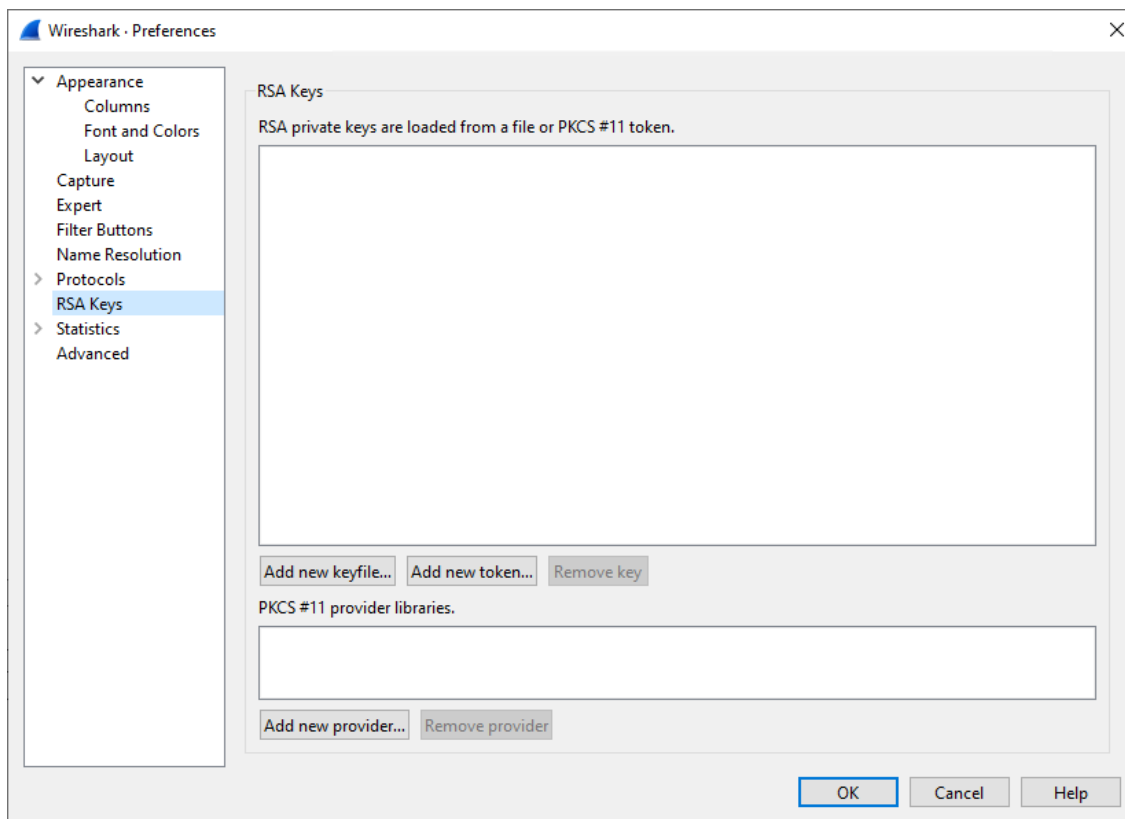 Wireshark · Preferences
Appearance
Columns
Font and Colors
Layout
Capture
Expert
Filter Buttons
Name Resolution
Protocols
RSA Keys
Statistics
Advanced
RSA Keys
RSA private keys are loaded from a file or PKCS #11 token.
Add new keyfile... Add new token... Remove key
PKCS #11 provider libraries.
Add new provider... Remove provider
OK Cancel Help